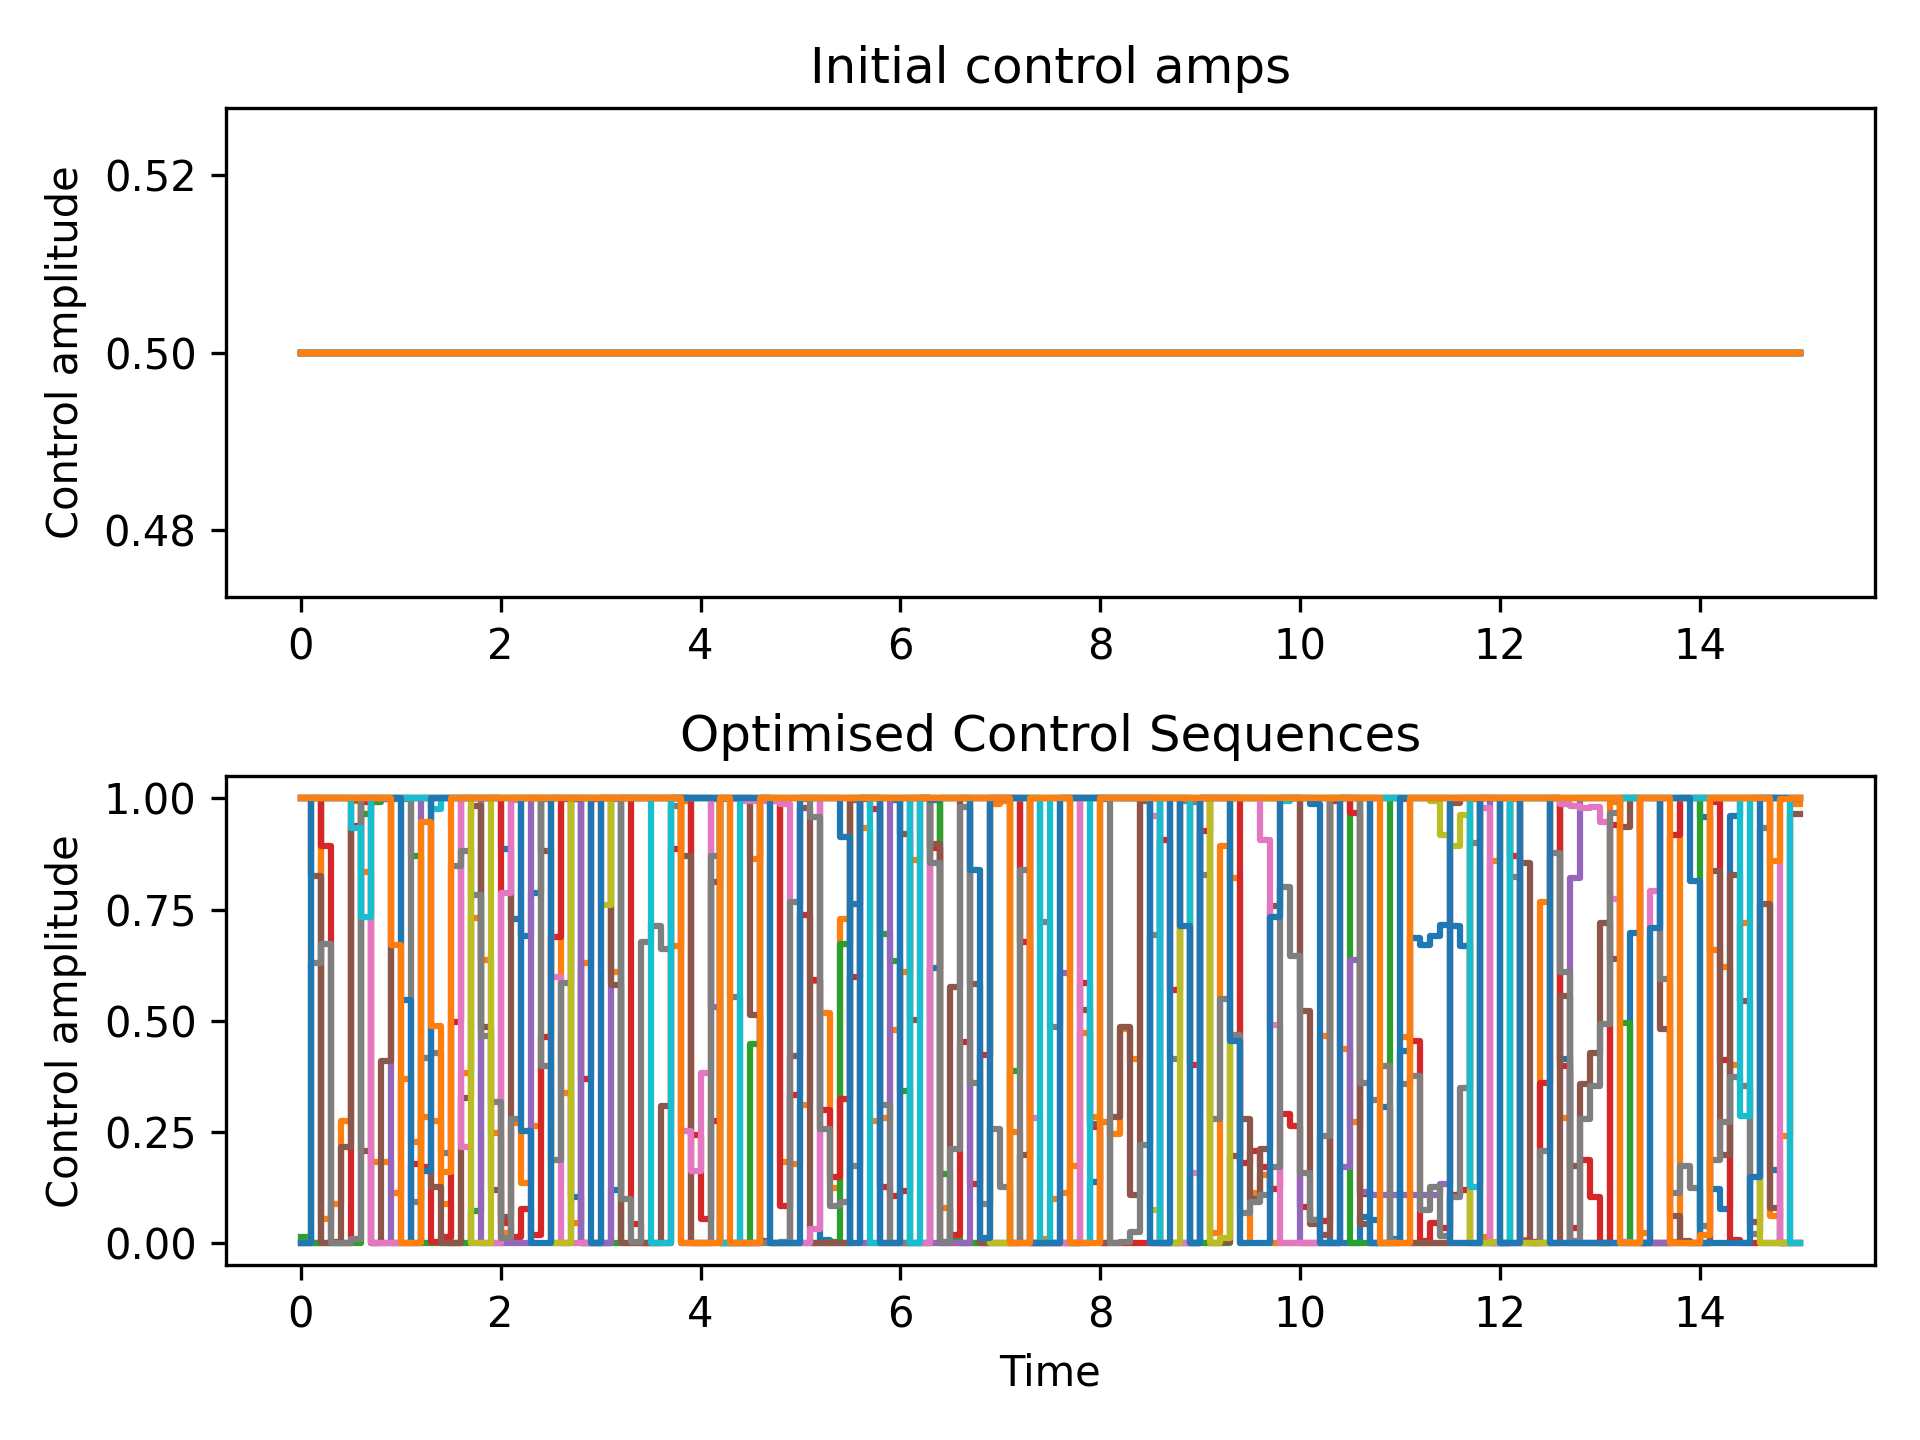 Initial control amps
Control amplitude
0.52
0.50
0.48
0 2 4 6 8 10 12 14
Optimised Control Sequences
Control amplitude
1.00
0.75
0.50
0.25
0.00
0 2 4 6 8 10 12 14
Time